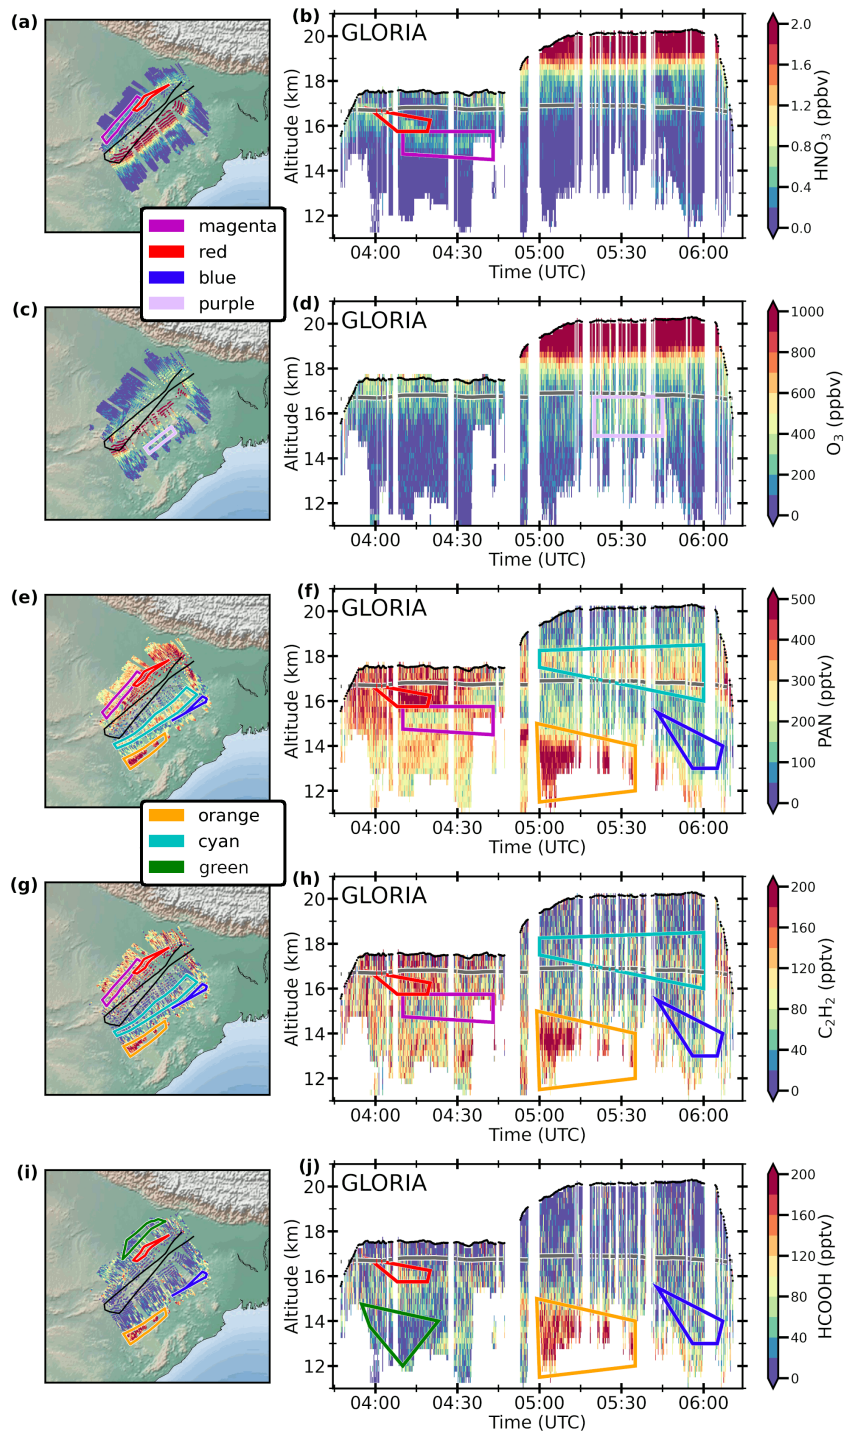 (a)
(b)
GLORIA
20
18
16
14
12
Altitude (km)
04:00 04:30 05:00 05:30 06:00
Time (UTC)
2.0
1.6
1.2
0.8
0.4
0.0
HNO₃ (ppbv)
magenta
red
blue
purple
(c)
(d)
GLORIA
20
18
16
14
12
Altitude (km)
04:00 04:30 05:00 05:30 06:00
Time (UTC)
1000
800
600
400
200
0
O₃ (ppbv)
(e)
(f)
GLORIA
20
18
16
14
12
Altitude (km)
04:00 04:30 05:00 05:30 06:00
Time (UTC)
500
400
300
200
100
0
PAN (pptv)
orange
cyan
green
(g)
(h)
GLORIA
20
18
16
14
12
Altitude (km)
04:00 04:30 05:00 05:30 06:00
Time (UTC)
200
160
120
80
40
0
C₂H₂ (pptv)
(i)
(j)
GLORIA
20
18
16
14
12
Altitude (km)
04:00 04:30 05:00 05:30 06:00
Time (UTC)
200
160
120
80
40
0
HCOOH (pptv)